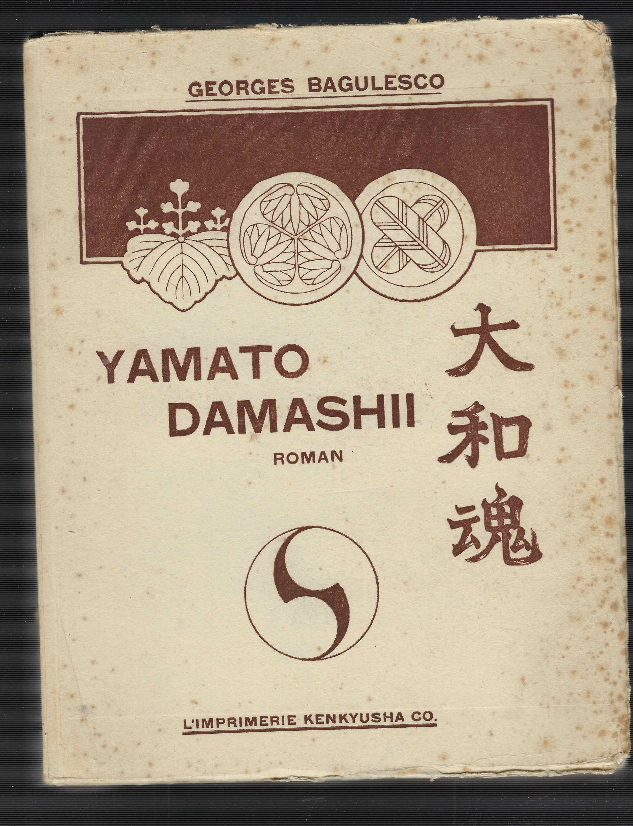 GEORGES BAGULESCO
YAMATO
DAMASHII
ROMAN
大和魂
L'IMPRIMERIE KENKYUSHA CO.